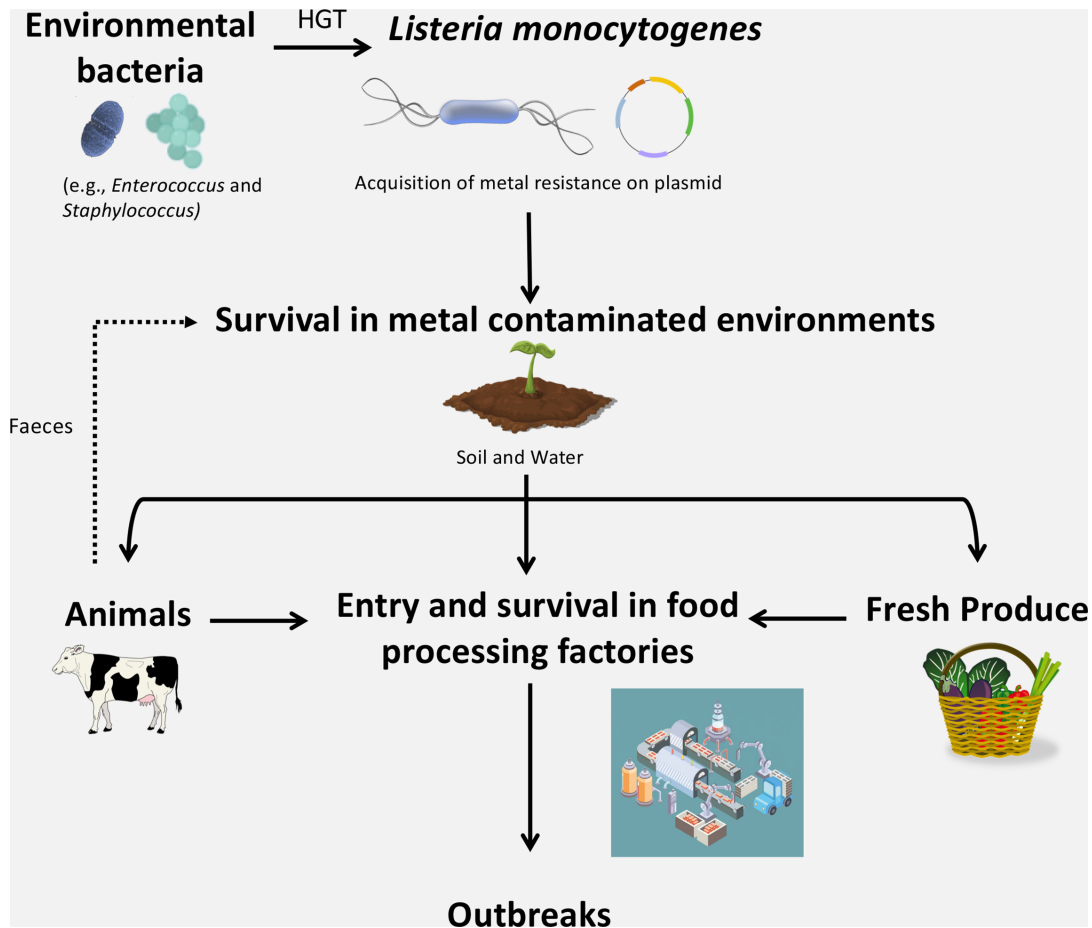 Environmental
bacteria
HGT
Listeria monocytogenes
(e.g., Enterococcus and
Staphylococcus)
Acquisition of metal resistance on plasmid
Survival in metal contaminated environments
Faeces
Soil and Water
Animals
Entry and survival in food
processing factories
Fresh Produce
Outbreaks